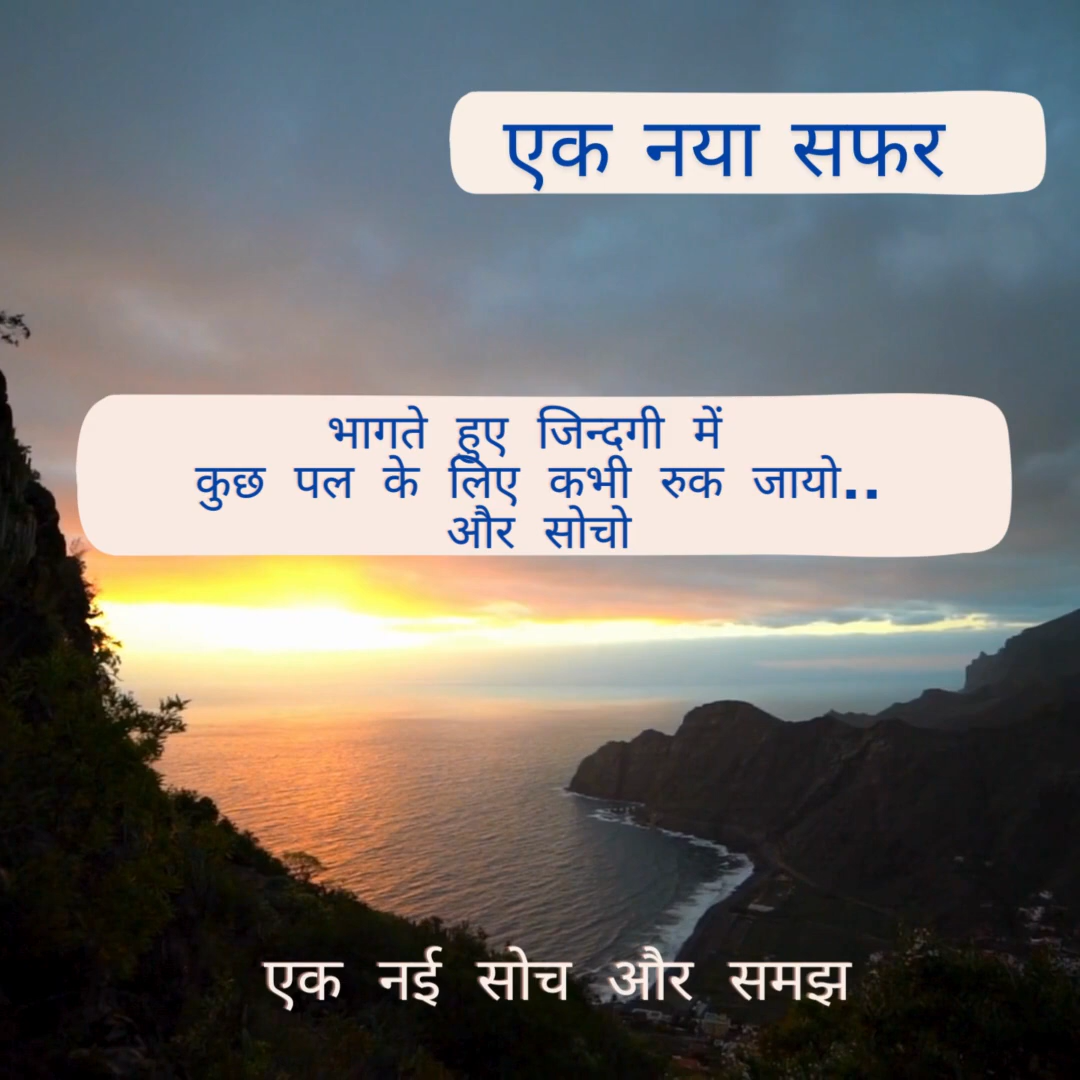 एक नया सफर
भागते हुए जिन्दगी में
कुछ पल के लिए कभी रुक जायो..
और सोचो
एक नई सोच और समझ